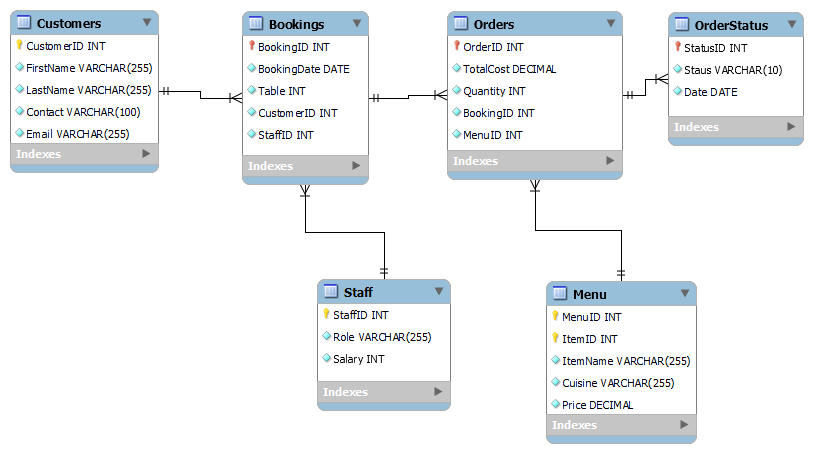 Customers
CustomerID INT
FirstName VARCHAR(255)
LastName VARCHAR(255)
Contact VARCHAR(100)
Email VARCHAR(255)
Indexes
Bookings
BookingID INT
BookingDate DATE
Table INT
CustomerID INT
StaffID INT
Indexes
Orders
OrderID INT
TotalCost DECIMAL
Quantity INT
BookingID INT
MenuID INT
Indexes
OrderStatus
StatusID INT
Staus VARCHAR(10)
Date DATE
Indexes
Staff
StaffID INT
Role VARCHAR(255)
Salary INT
Indexes
Menu
MenuID INT
ItemID INT
ItemName VARCHAR(255)
Cuisine VARCHAR(255)
Price DECIMAL
Indexes